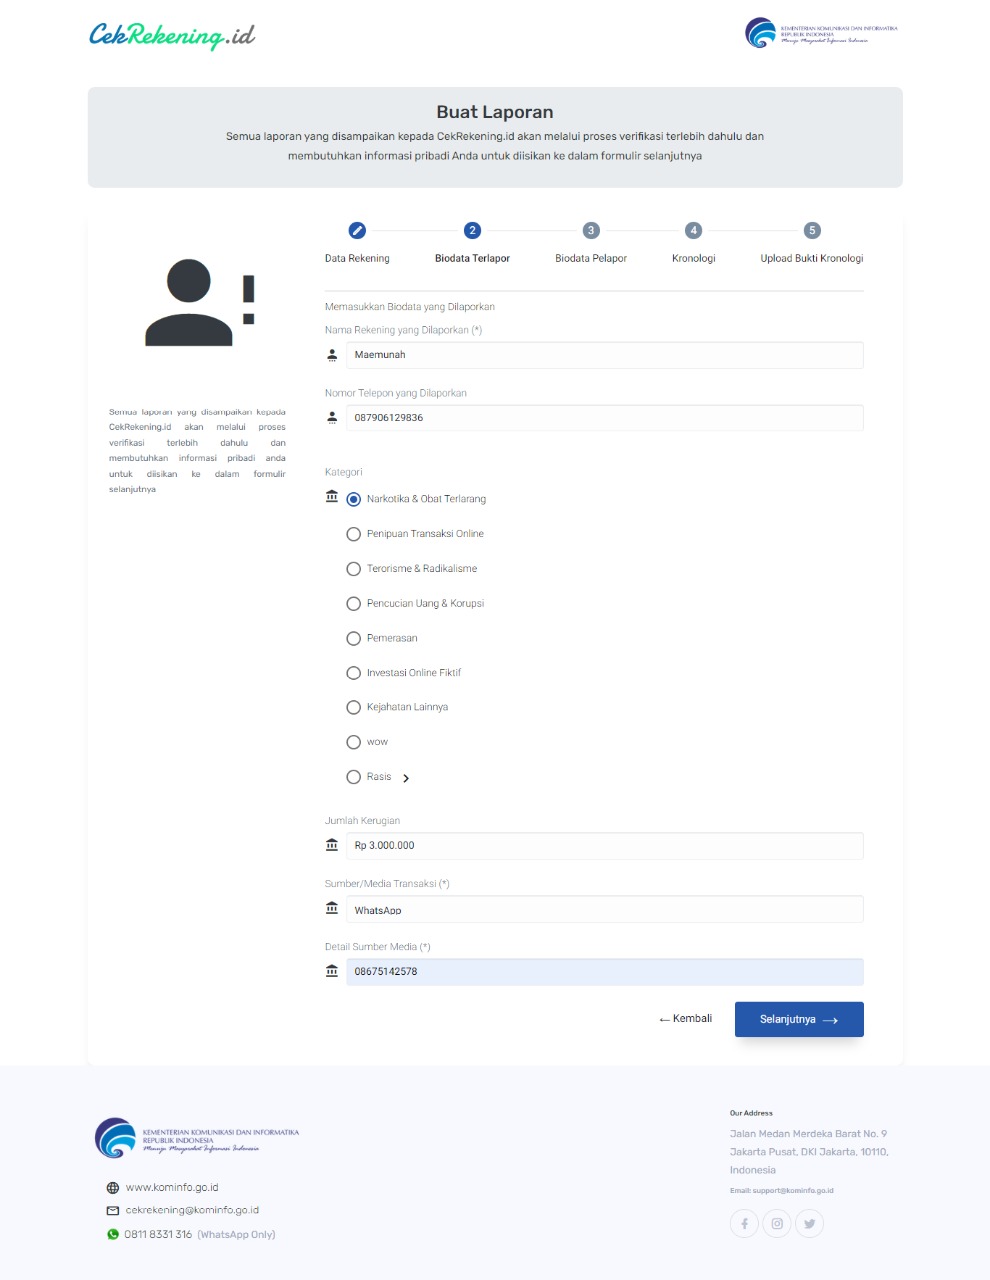 CekRekening.id
KEMENTERIAN KOMUNIKASI DAN INFORMATIKA
REPUBLIK INDONESIA
Menuju Masyarakat Informasi Indonesia
Buat Laporan
Semua laporan yang disampaikan kepada CekRekening.id akan melalui proses verifikasi terlebih dahulu dan
membutuhkan informasi pribadi Anda untuk diisikan ke dalam formulir selanjutnya
2
3
4
5
Data Rekening
Biodata Terlapor
Biodata Pelapor
Kronologi
Upload Bukti Kronologi
Semua laporan yang disampaikan kepada
CekRekening.id akan melalui proses
verifikasi terlebih dahulu dan
membutuhkan informasi pribadi anda
untuk diisikan ke dalam formulir
selanjutnya
Memasukkan Biodata yang Dilaporkan
Nama Rekening yang Dilaporkan (*)
Maemunah
Nomor Telepon yang Dilaporkan
087906129836
Kategori
Narkotika & Obat Terlarang
Penipuan Transaksi Online
Terorisme & Radikalisme
Pencucian Uang & Korupsi
Pemerasan
Investasi Online Fiktif
Kejahatan Lainnya
wow
Rasis
Jumlah Kerugian
Rp 3.000.000
Sumber/Media Transaksi (*)
WhatsApp
Detail Sumber Media (*)
08675142578
← Kembali
Selanjutnya →
KEMENTERIAN KOMUNIKASI DAN INFORMATIKA
REPUBLIK INDONESIA
Menuju Masyarakat Informasi Indonesia
www.kominfo.go.id
cekrekening@kominfo.go.id
0811 8331 316 (WhatsApp Only)
Our Address
Jalan Medan Merdeka Barat No. 9
Jakarta Pusat, DKI Jakarta, 10110,
Indonesia
Email: support@kominfo.go.id